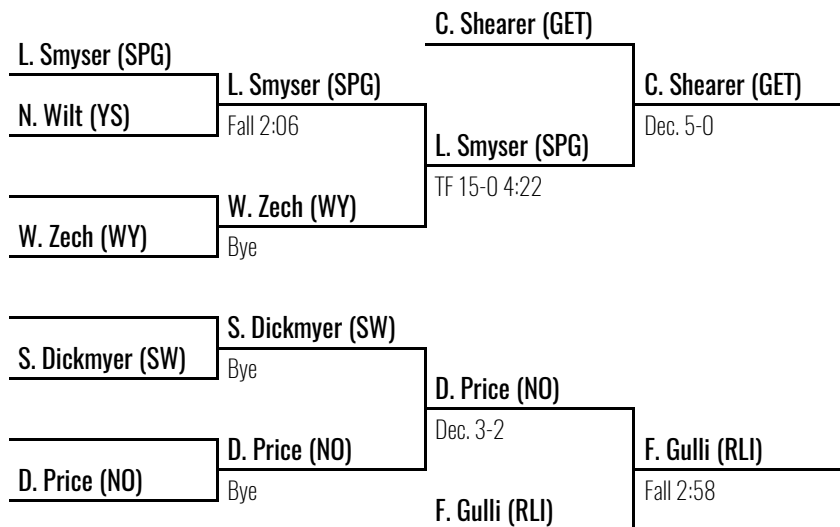 L. Smyser (SPG)
N. Wilt (YS)
W. Zech (WY)
S. Dickmyer (SW)
D. Price (NO)
L. Smyser (SPG)
Fall 2:06
W. Zech (WY)
Bye
S. Dickmyer (SW)
Bye
D. Price (NO)
Bye
C. Shearer (GET)
L. Smyser (SPG)
TF 15-0 4:22
D. Price (NO)
Dec. 3-2
F. Gulli (RLI)
C. Shearer (GET)
Dec. 5-0
F. Gulli (RLI)
Fall 2:58